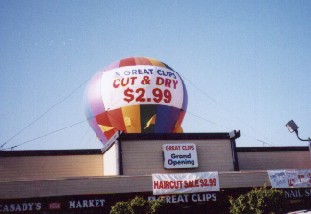 GREAT CLIPS
CUT & DRY
$2.99
GREAT CLIPS
Grand
Opening
HAIRCUT SALE $2.99
CASADY'S MARKET
GREAT CLIPS
NAIL